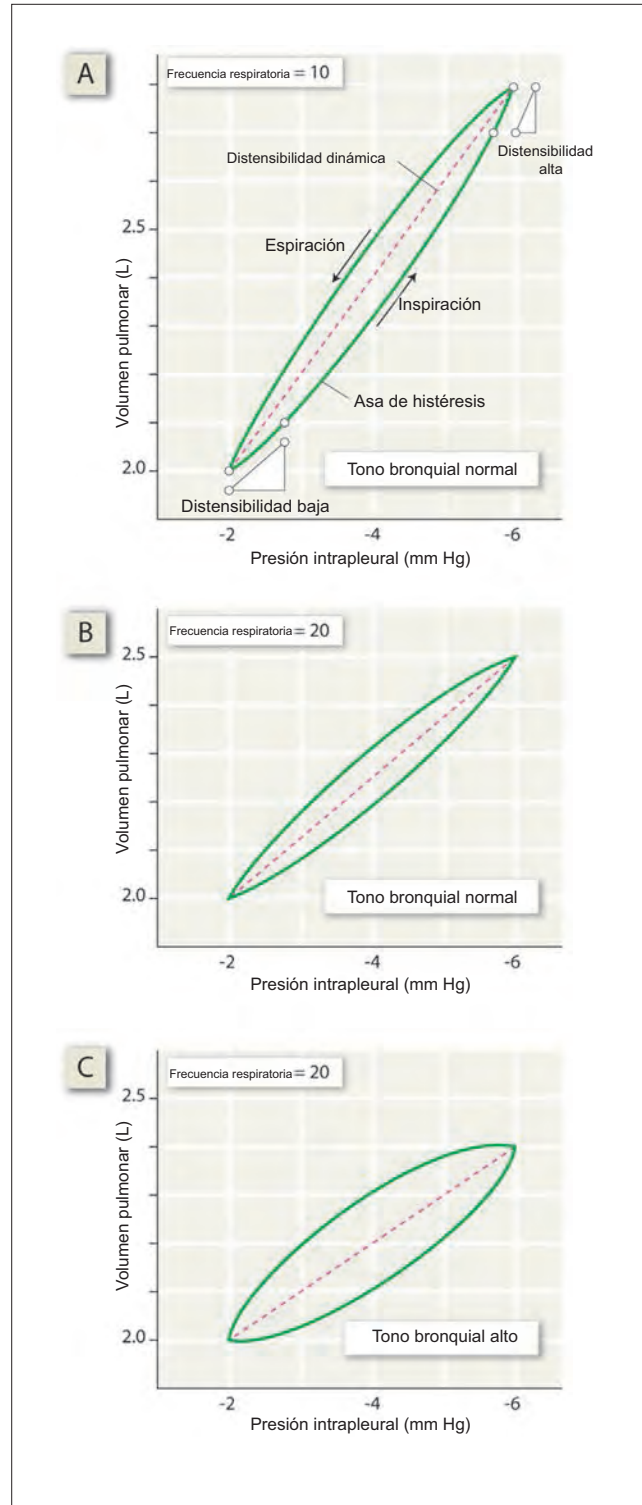 A
Frecuencia respiratoria = 10
Distensibilidad dinámica
Distensibilidad
alta
2.5
Espiración
Inspiración
Volumen pulmonar (L)
Asa de histéresis
2.0
Tono bronquial normal
Distensibilidad baja
-2
-4
-6
Presión intrapleural (mm Hg)
B
Frecuencia respiratoria = 20
2.5
Volumen pulmonar (L)
2.0
Tono bronquial normal
-2
-4
-6
Presión intrapleural (mm Hg)
C
Frecuencia respiratoria = 20
2.5
Volumen pulmonar (L)
2.0
Tono bronquial alto
-2
-4
-6
Presión intrapleural (mm Hg)